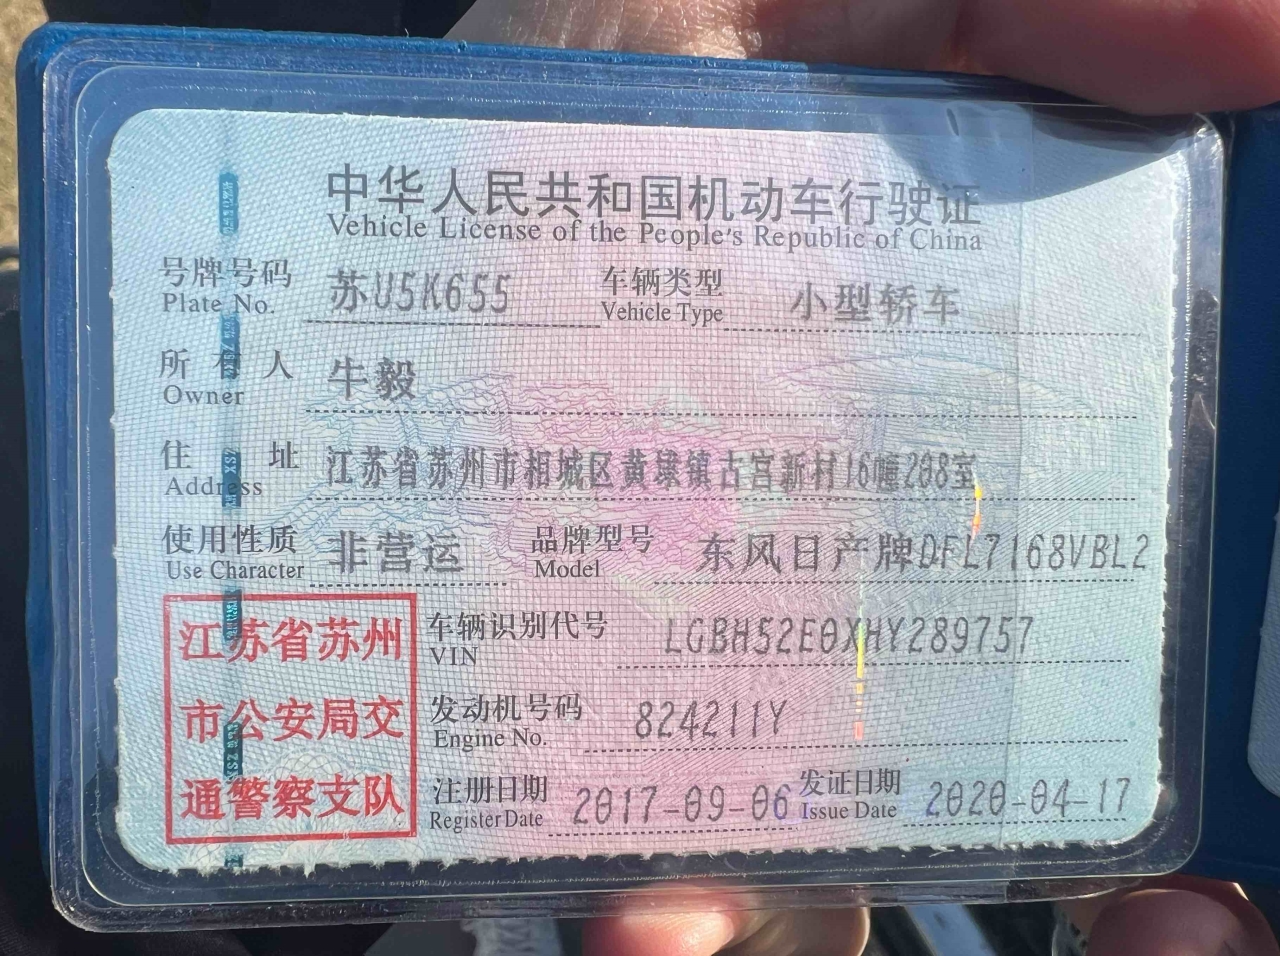 中华人民共和国机动车行驶证
Vehicle License of the People's Republic of China
号牌号码 苏U5K655 车辆类型 小型轿车
Plate No. Vehicle Type
所有人 牛毅
Owner
住址 江苏省苏州市相城区黄埭镇古宫新村16幢208室
Address
使用性质 非营运 品牌型号 东风日产牌DFL7168VBL2
Use Character Model
江苏省苏州
市公安局交
通警察支队
车辆识别代号 LGBH52E0XHY289757
VIN
发动机号码 824211Y
Engine No.
注册日期 2017-09-06 发证日期 2020-04-17
Register Date Issue Date